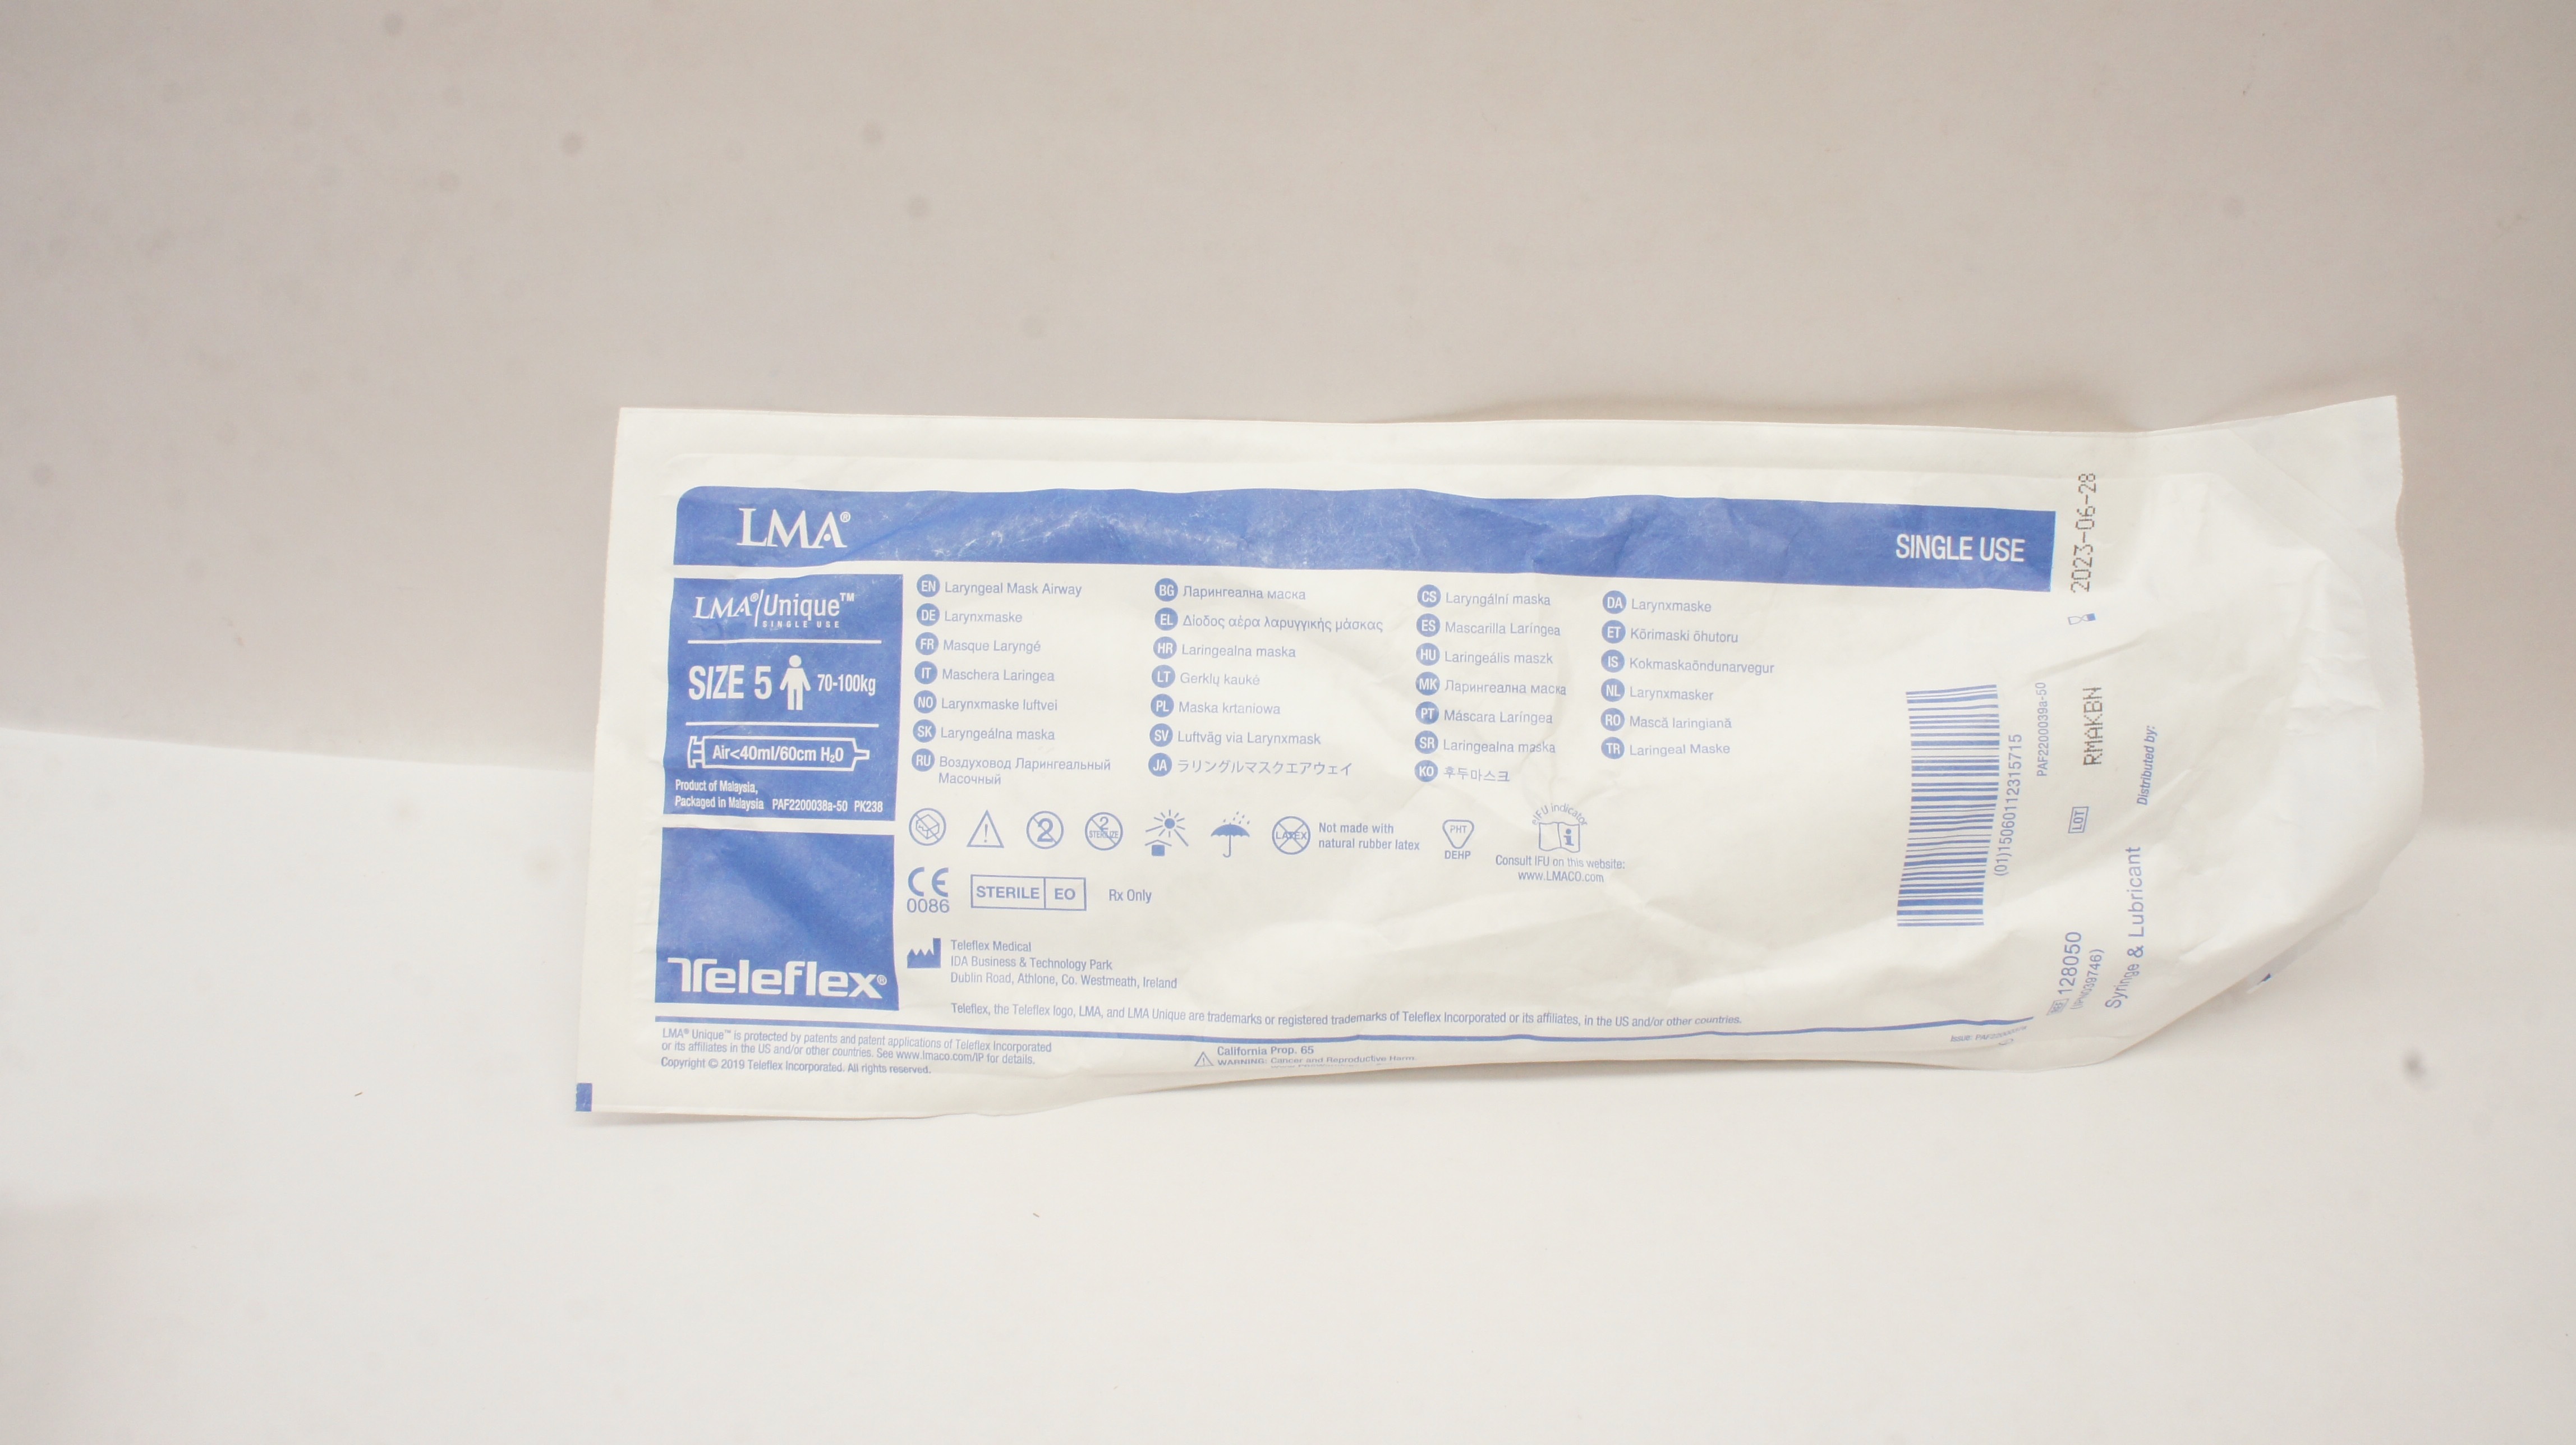 LMA®
SINGLE USE
LMA®/Unique™
SINGLE USE
SIZE 5 70-100kg
Air<40ml/60cm H₂O
Product of Malaysia,
Packaged in Malaysia PAF2200038a-50 PK238
Teleflex®
EN Laryngeal Mask Airway
DE Larynxmaske
FR Masque Laryngé
IT Maschera Laringea
NO Larynxmaske luftvei
SK Laryngeálna maska
RU Воздуховод Ларингеальный
Масочный
BG Ларингеална маска
EL Δίοδος αέρα λαρυγγικής μάσκας
HR Laringealna maska
LT Gerklų kaukė
PL Maska krtaniowa
SV Luftväg via Larynxmask
JA ラリングルマスクエアウェイ
CS Laryngální maska
ES Mascarilla Laríngea
HU Laringeális maszk
MK Ларингеална маска
PT Máscara Laríngea
SR Laringealna maska
KO 후두마스크
DA Larynxmaske
ET Kõrimaski õhutoru
IS Kokmaskaöndunarvegur
NL Larynxmasker
RO Mască laringiană
TR Laringeal Maske
2
2 STERILIZE
LATEX
Not made with
natural rubber latex
PHT
DEHP
eIFU indicator
Consult IFU on this website:
www.LMACO.com
CE
0086
STERILE EO
Rx Only
Teleflex Medical
IDA Business & Technology Park
Dublin Road, Athlone, Co. Westmeath, Ireland
Teleflex, the Teleflex logo, LMA, and LMA Unique are trademarks or registered trademarks of Teleflex Incorporated or its affiliates, in the US and/or other countries.
LMA® Unique™ is protected by patents and patent applications of Teleflex Incorporated
or its affiliates in the US and/or other countries. See www.lmaco.com/IP for details.
Copyright © 2019 Teleflex Incorporated. All rights reserved.
California Prop. 65
WARNING: Cancer and Reproductive Harm
(01)15060112315715
PAF2200039a-50
2023-06-28
LOT RMAKBN
REF 128050
(IPN039746)
Syringe & Lubricant
Distributed by: